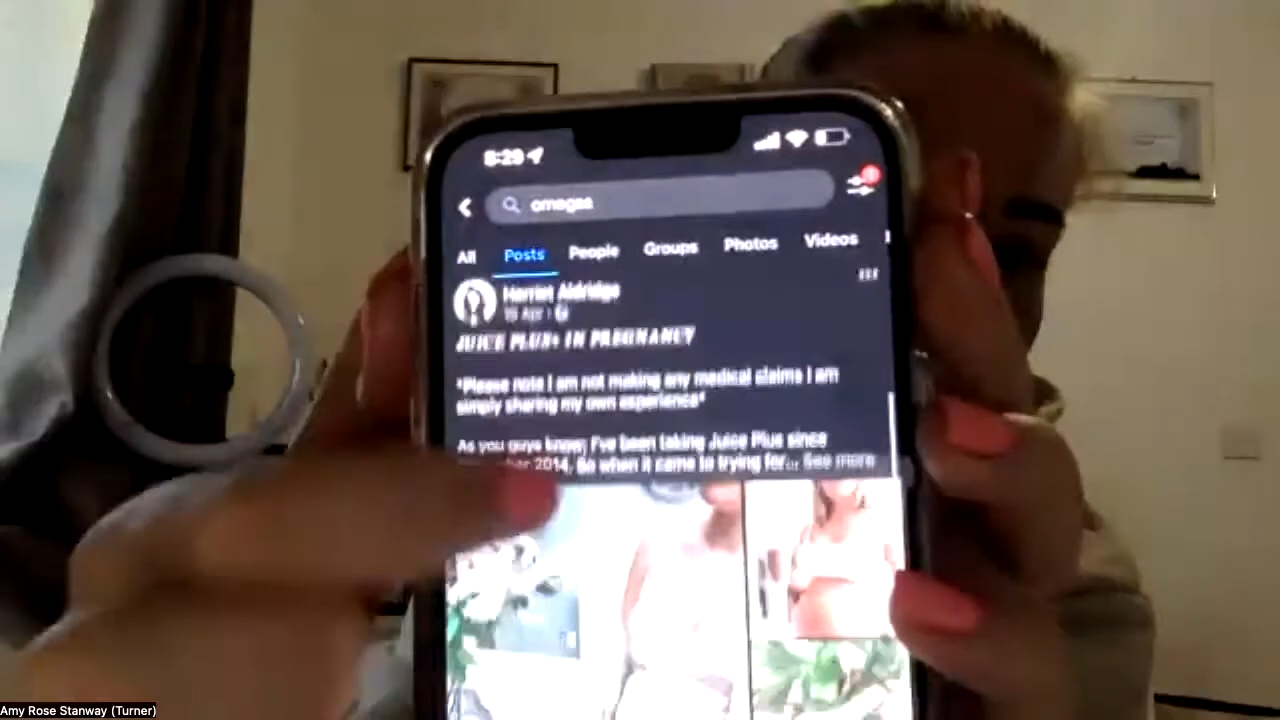 8:29
omegas
All Posts People Groups Photos Videos
Harriet Aldridge
19 Apr
JUICE PLUS+ IN PREGNANCY
*Please note I am not making any medical claims I am
simply sharing my own experience*
As you guys know, I've been taking Juice Plus since
2014. So when it came to trying for... See more
Amy Rose Stanway (Turner)